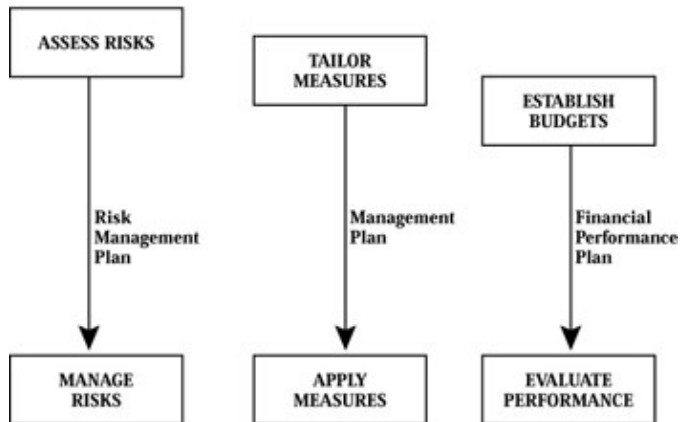 ASSESS RISKS
TAILOR
MEASURES
ESTABLISH
BUDGETS
Risk
Management
Plan
Management
Plan
Financial
Performance
Plan
MANAGE
RISKS
APPLY
MEASURES
EVALUATE
PERFORMANCE